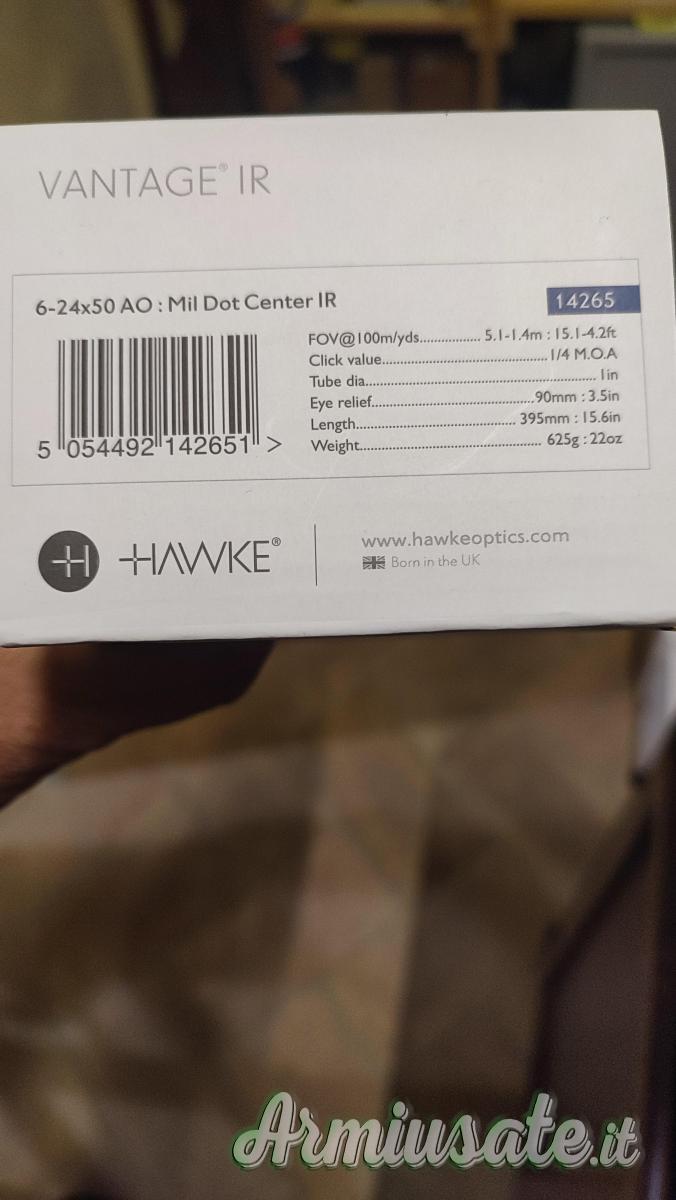 VANTAGE® IR
6-24x50 AO : Mil Dot Center IR
14265
FOV@100m/yds................. 5.1-1.4m : 15.1-4.2ft
Click value............................................. 1/4 M.O.A
Tube dia............................................................... 1in
Eye relief............................................90mm : 3.5in
Length........................................... 395mm : 15.6in
Weight.................................................. 625g : 22oz
5 054492 142651 >
H HAWKE®
www.hawkeoptics.com
Born in the UK
Armiusate.it